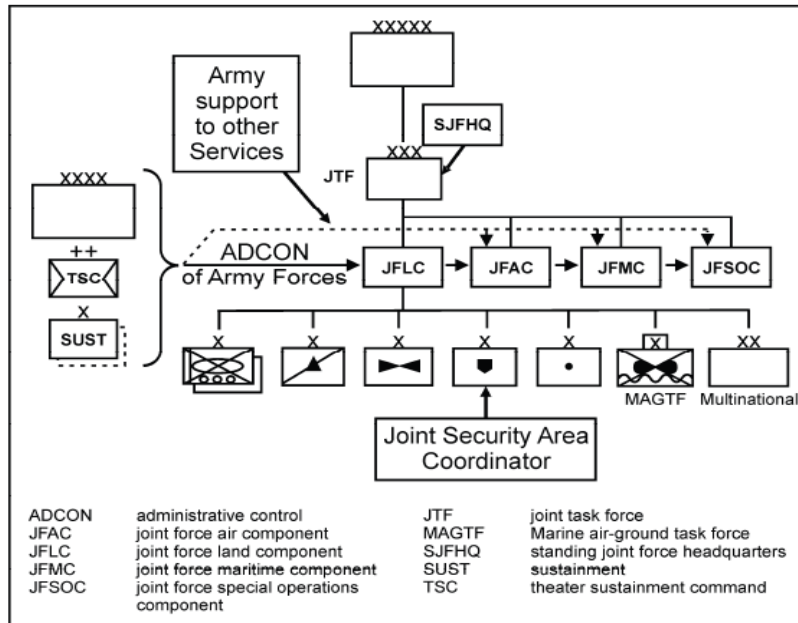 XXXXX
Army
support
to other
Services
SJFHQ
XXX
JTF
XXXX
++
TSC
X
SUST
ADCON
of Army Forces
JFLC
JFAC
JFMC
JFSOC
X
X
X
X
X
X
XX
MAGTF
Multinational
Joint Security Area
Coordinator
ADCON administrative control
JFAC joint force air component
JFLC joint force land component
JFMC joint force maritime component
JFSOC joint force special operations
component
JTF joint task force
MAGTF Marine air-ground task force
SJFHQ standing joint force headquarters
SUST sustainment
TSC theater sustainment command